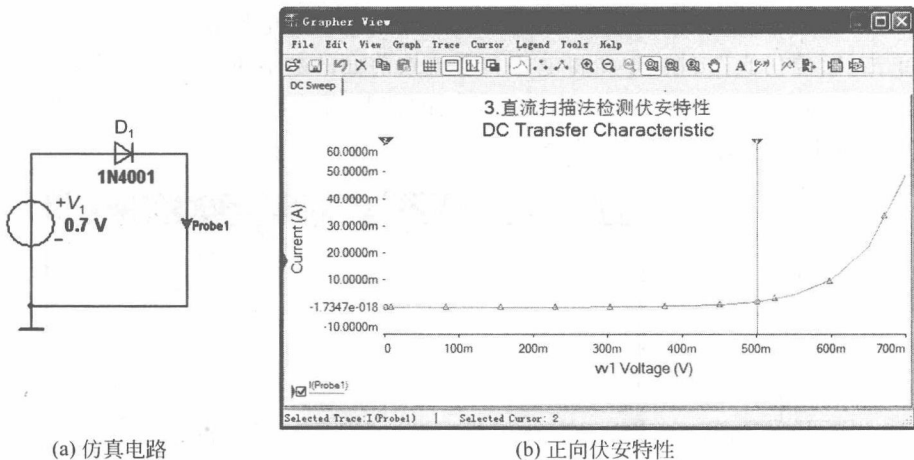 D1
1N4001
+V1
0.7 V
−
Probe1
(a) 仿真电路
Grapher View
File Edit View Graph Trace Cursor Legend Tools Help
DC Sweep
3.直流扫描法检测伏安特性
DC Transfer Characteristic
Current (A)
60.0000m
50.0000m
40.0000m
30.0000m
20.0000m
10.0000m
-1.7347e-018
-10.0000m
0 100m 200m 300m 400m 500m 600m 700m
vv1 Voltage (V)
I(Probe1)
Selected Trace:I(Probe1) Selected Cursor: 2
(b) 正向伏安特性